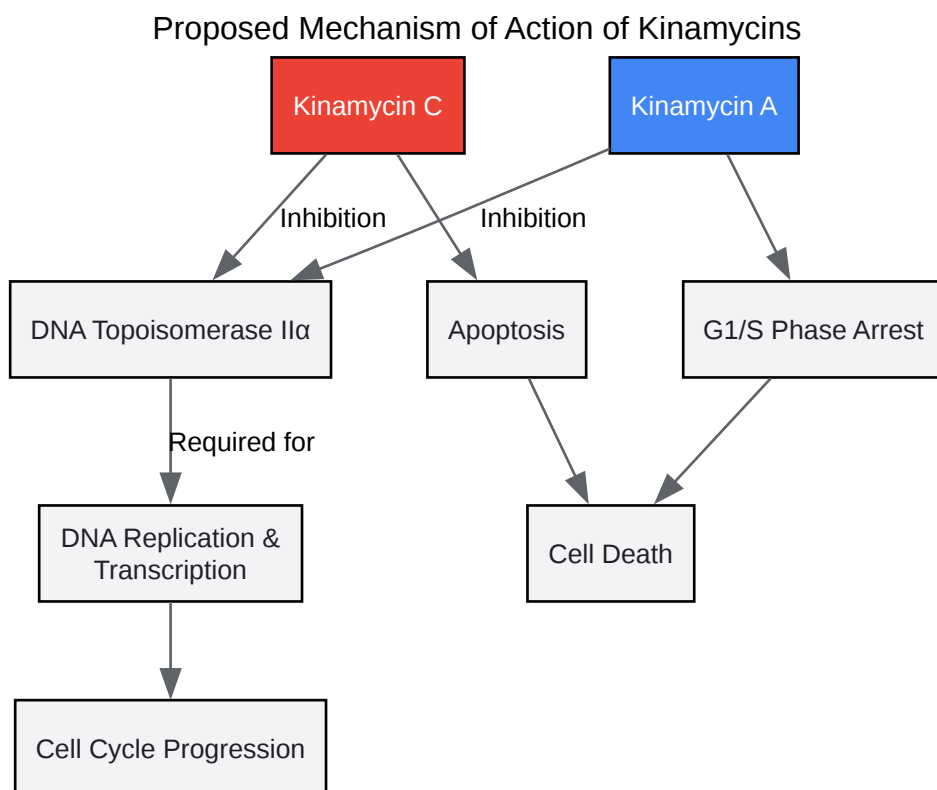 Proposed Mechanism of Action of Kinamycins
Kinamycin C
Kinamycin A
Inhibition
Inhibition
DNA Topoisomerase IIα
Apoptosis
G1/S Phase Arrest
Required for
DNA Replication &
Transcription
Cell Death
Cell Cycle Progression